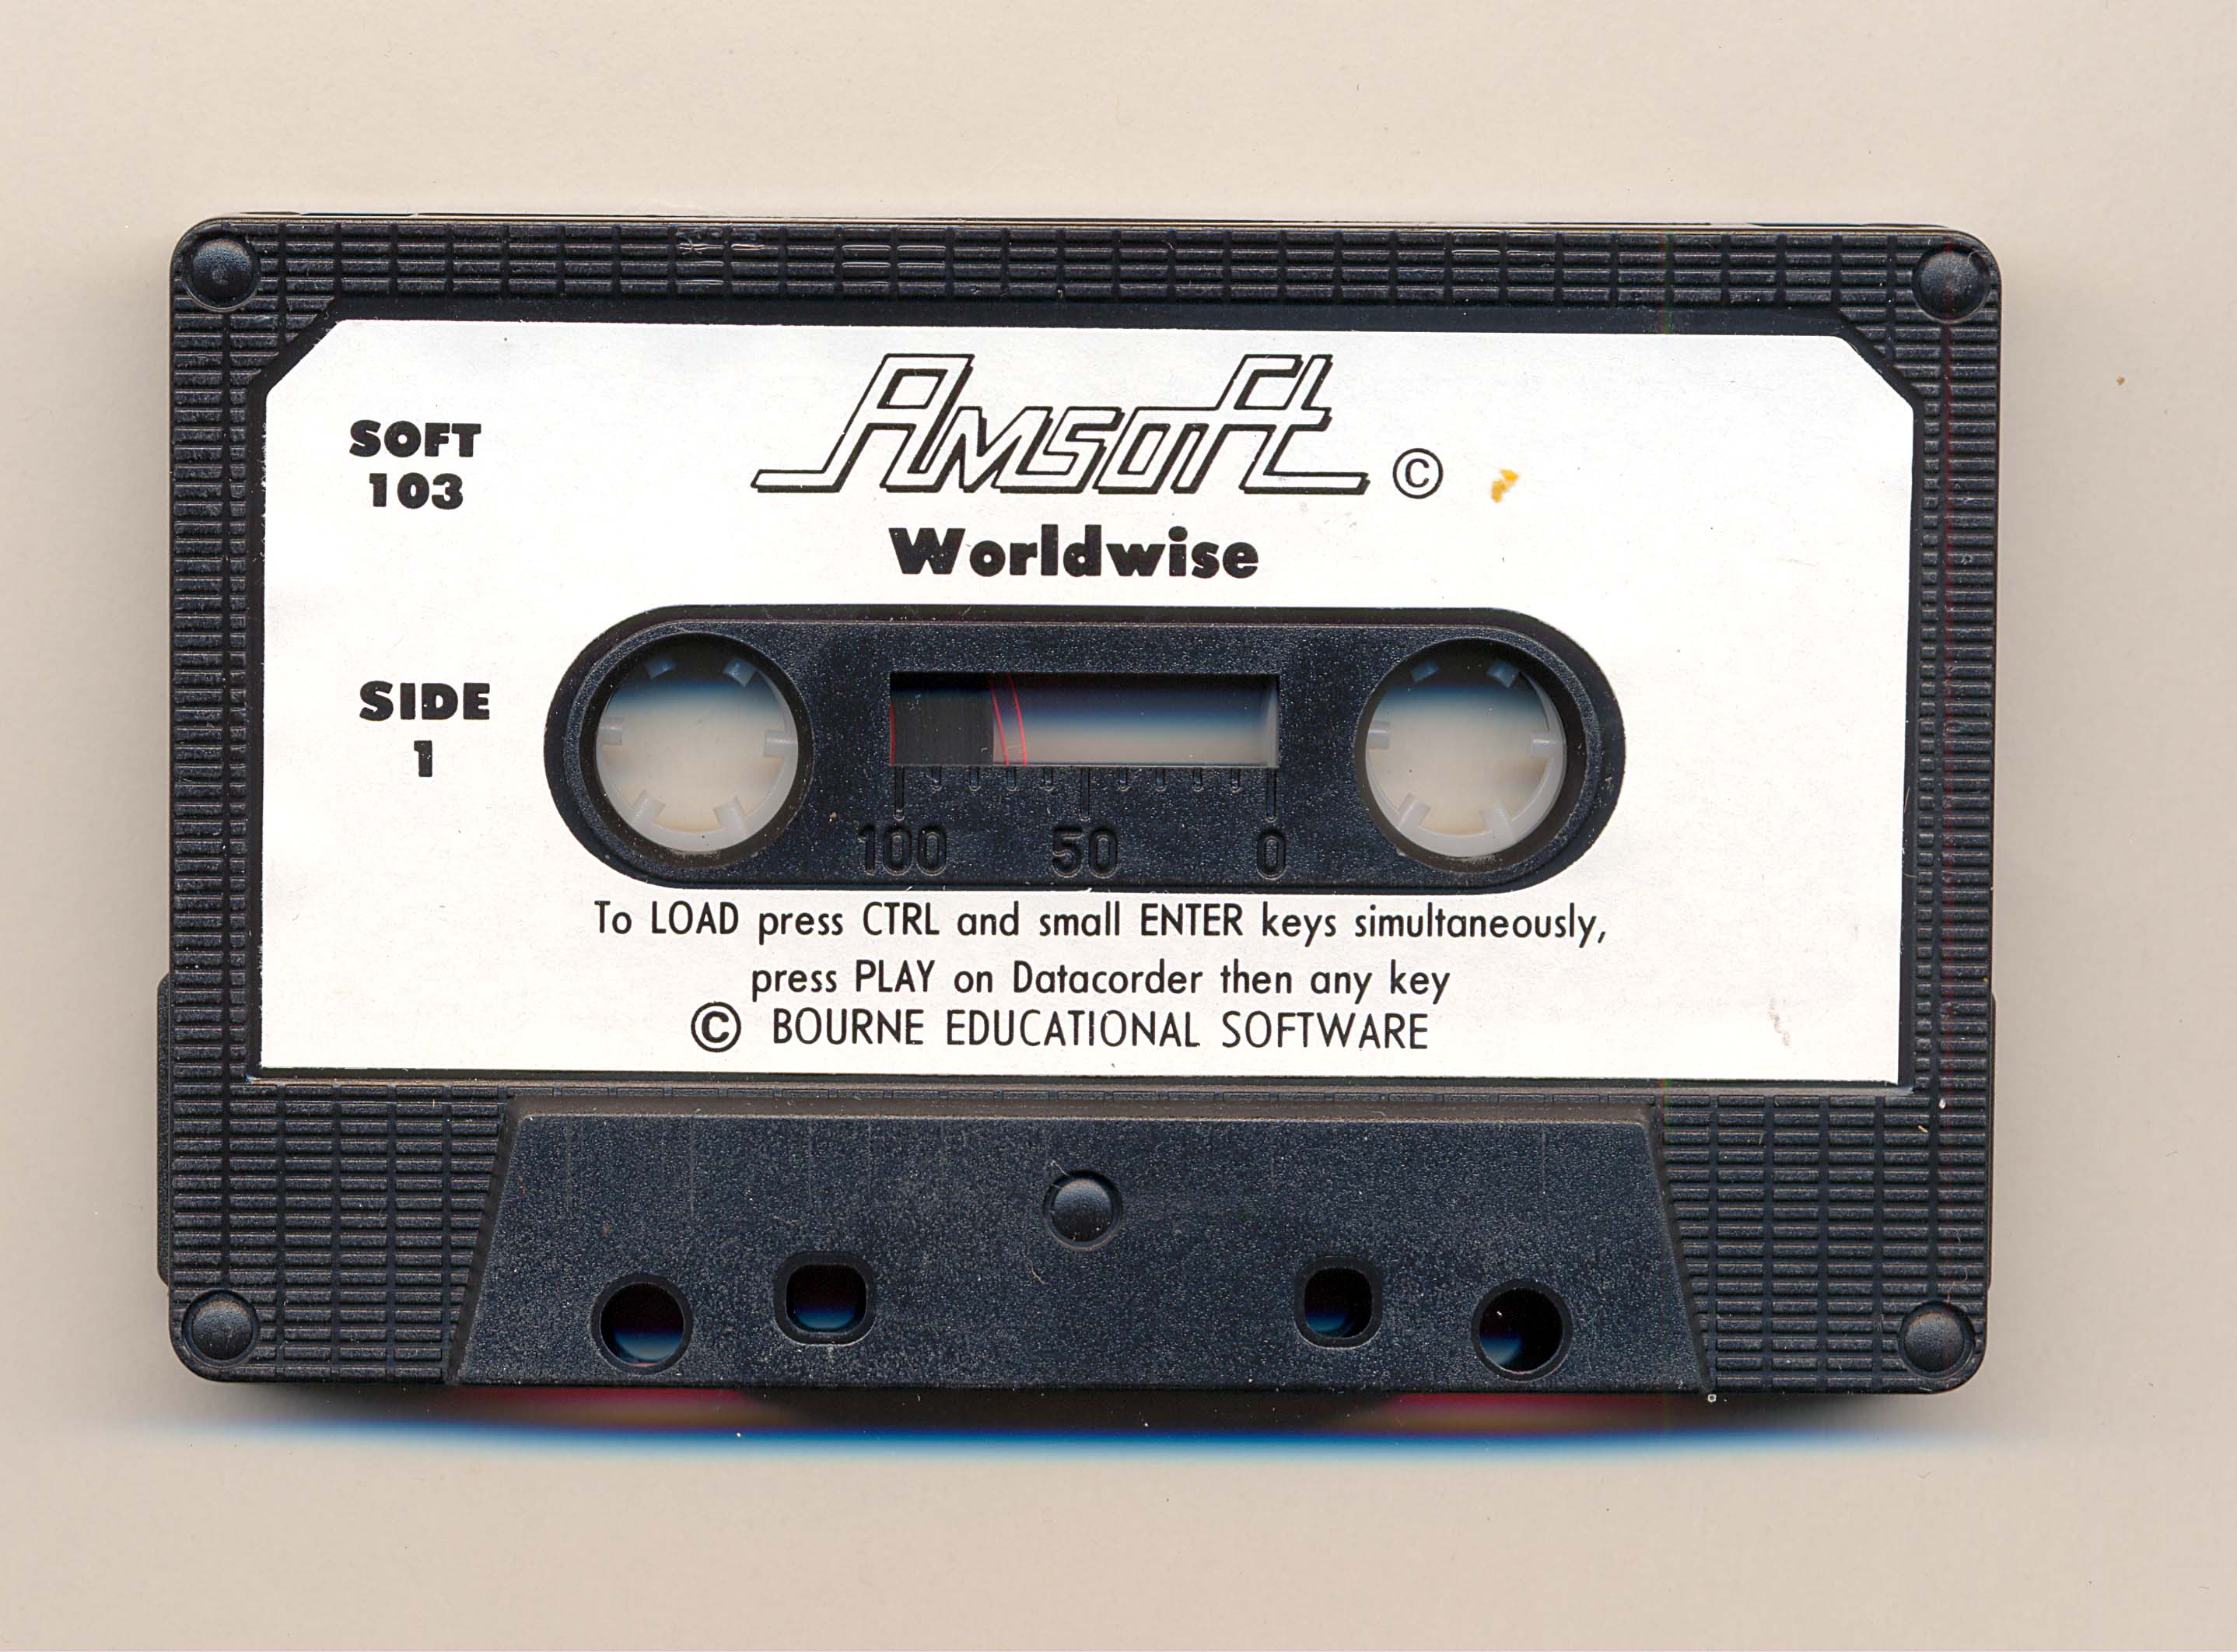 SOFT
103
Amsoft ©
Worldwise
SIDE
1
100 50 0
To LOAD press CTRL and small ENTER keys simultaneously,
press PLAY on Datacorder then any key
© BOURNE EDUCATIONAL SOFTWARE